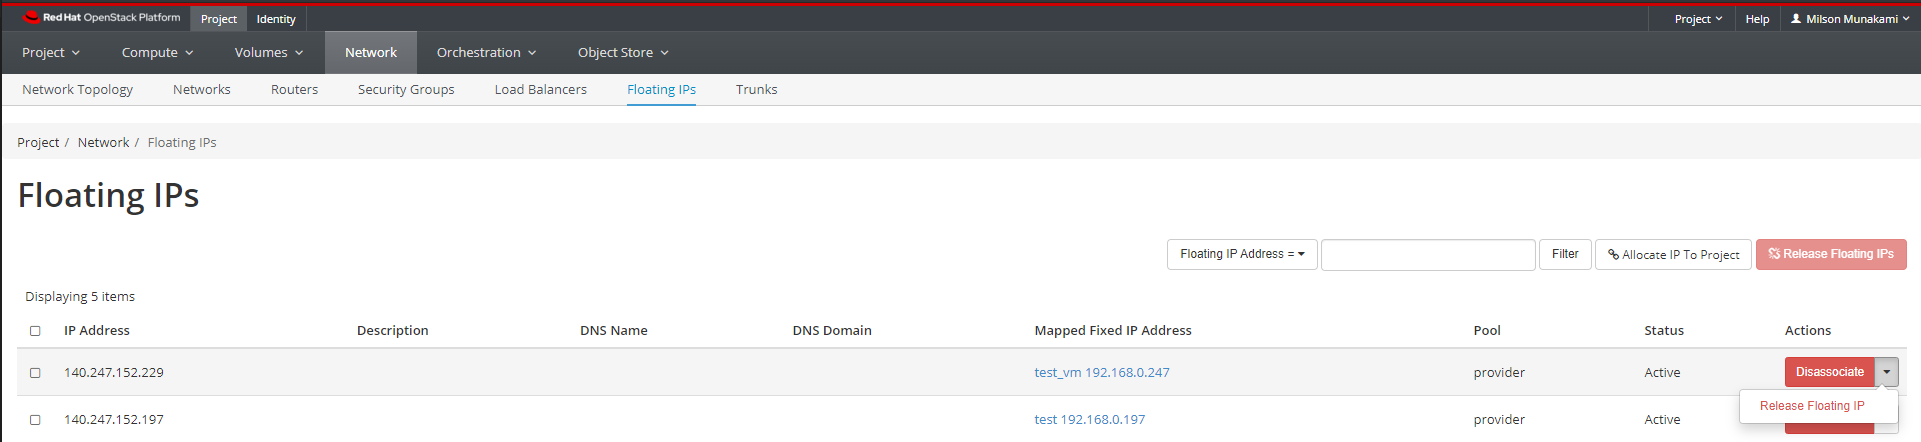 Red Hat OpenStack Platform Project Identity Project Help Milson Munakami
Project Compute Volumes Network Orchestration Object Store
Network Topology Networks Routers Security Groups Load Balancers Floating IPs Trunks
Project / Network / Floating IPs
Floating IPs
Floating IP Address = Filter Allocate IP To Project Release Floating IPs
Displaying 5 items
IP Address Description DNS Name DNS Domain Mapped Fixed IP Address Pool Status Actions
140.247.152.229 test_vm 192.168.0.247 provider Active Disassociate
Release Floating IP
140.247.152.197 test 192.168.0.197 provider Active